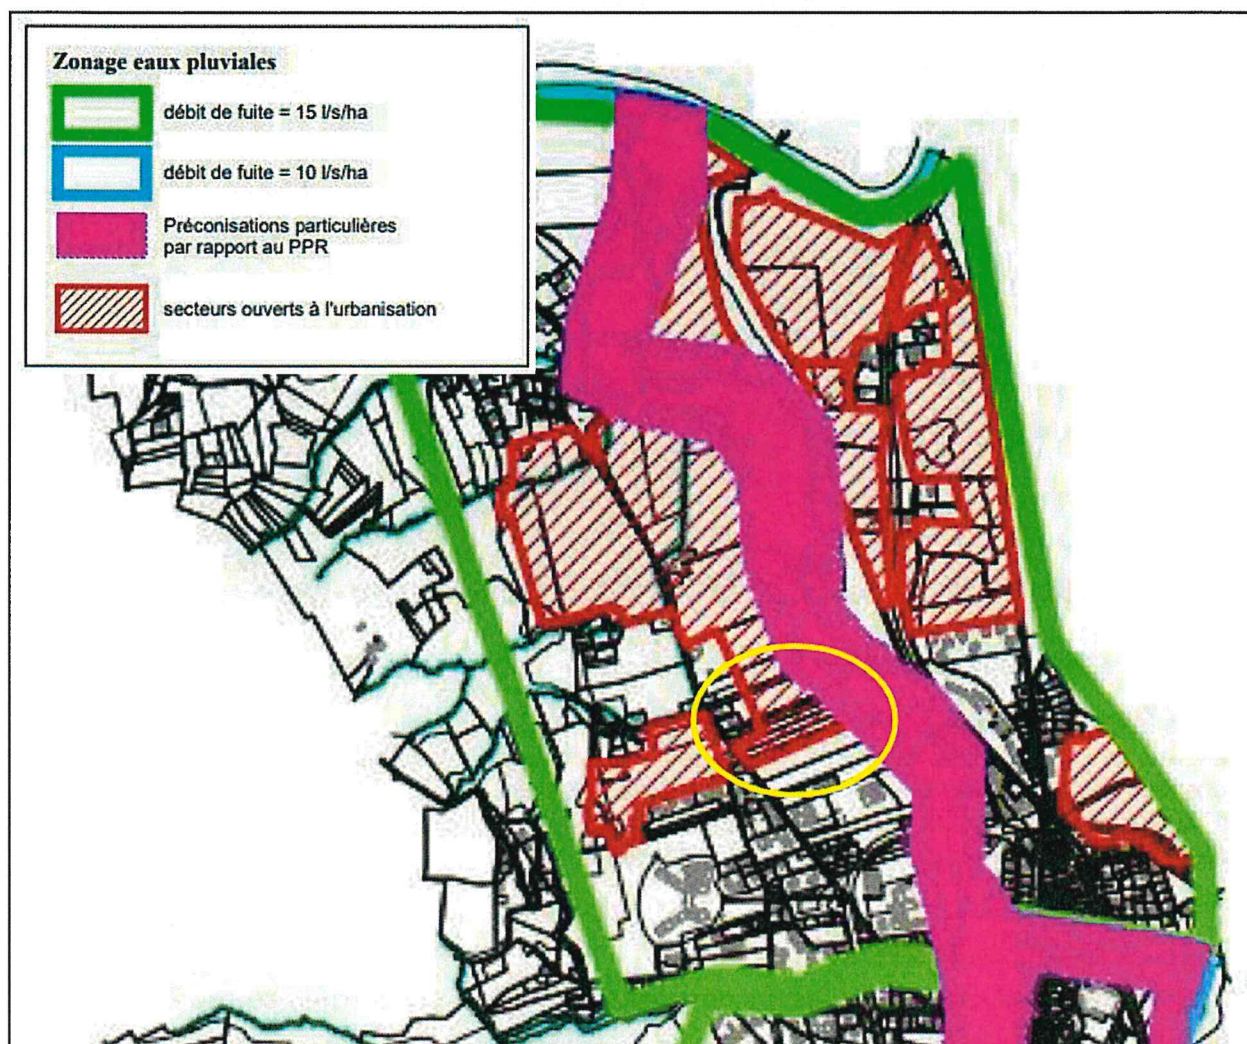 Zonage eaux pluviales
débit de fuite = 15 l/s/ha
débit de fuite = 10 l/s/ha
Préconisations particulières
par rapport au PPR
secteurs ouverts à l'urbanisation